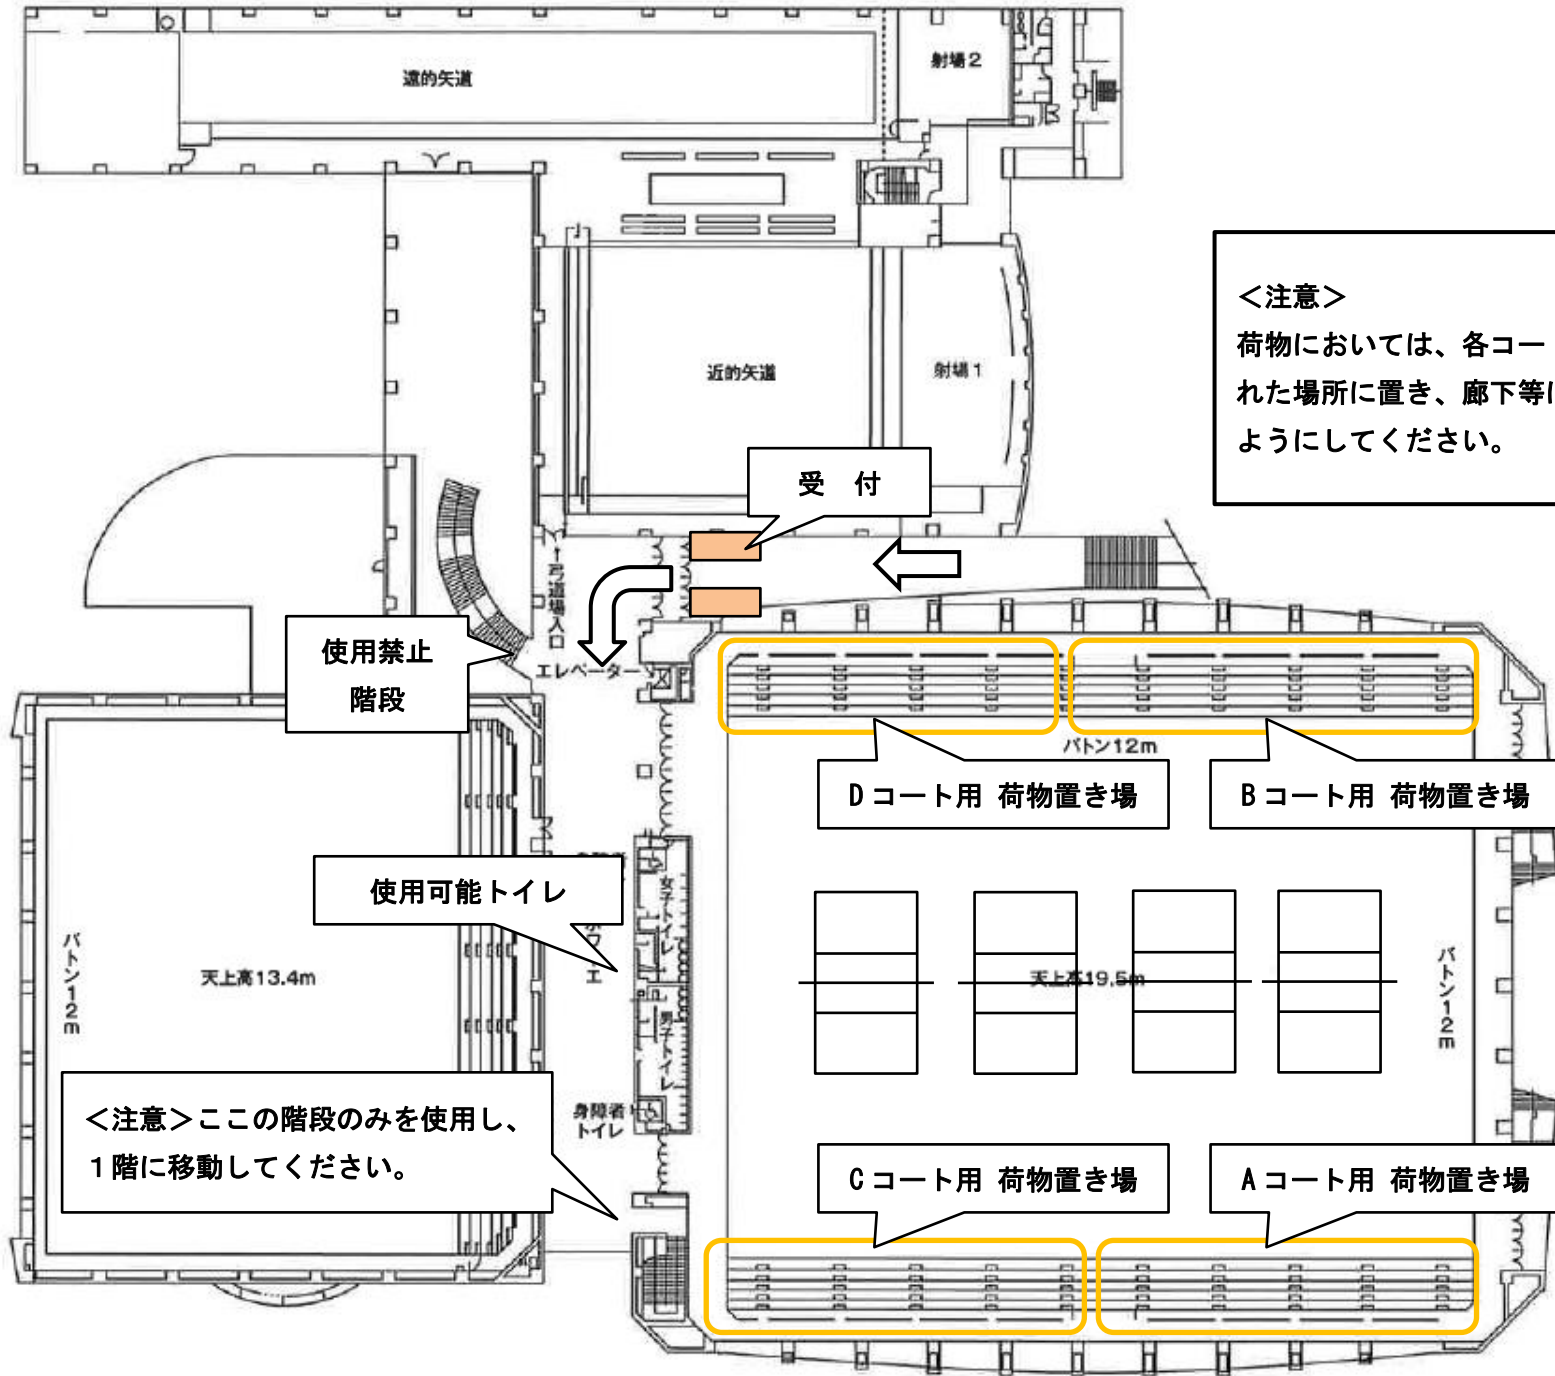 遠的矢道
射場2
＜注意＞
荷物においては、各コー
れた場所に置き、廊下等に
ようにしてください。
近的矢道
射場1
受　付
↑弓道場入口
使用禁止
階段
エレベーター
バトン12m
Dコート用 荷物置き場
Bコート用 荷物置き場
使用可能トイレ
女子トイレ
バトン12m
天上高13.4m
天上高19.5m
バトン12m
男子トイレ
＜注意＞ここの階段のみを使用し、
１階に移動してください。
身障者
トイレ
Cコート用 荷物置き場
Aコート用 荷物置き場